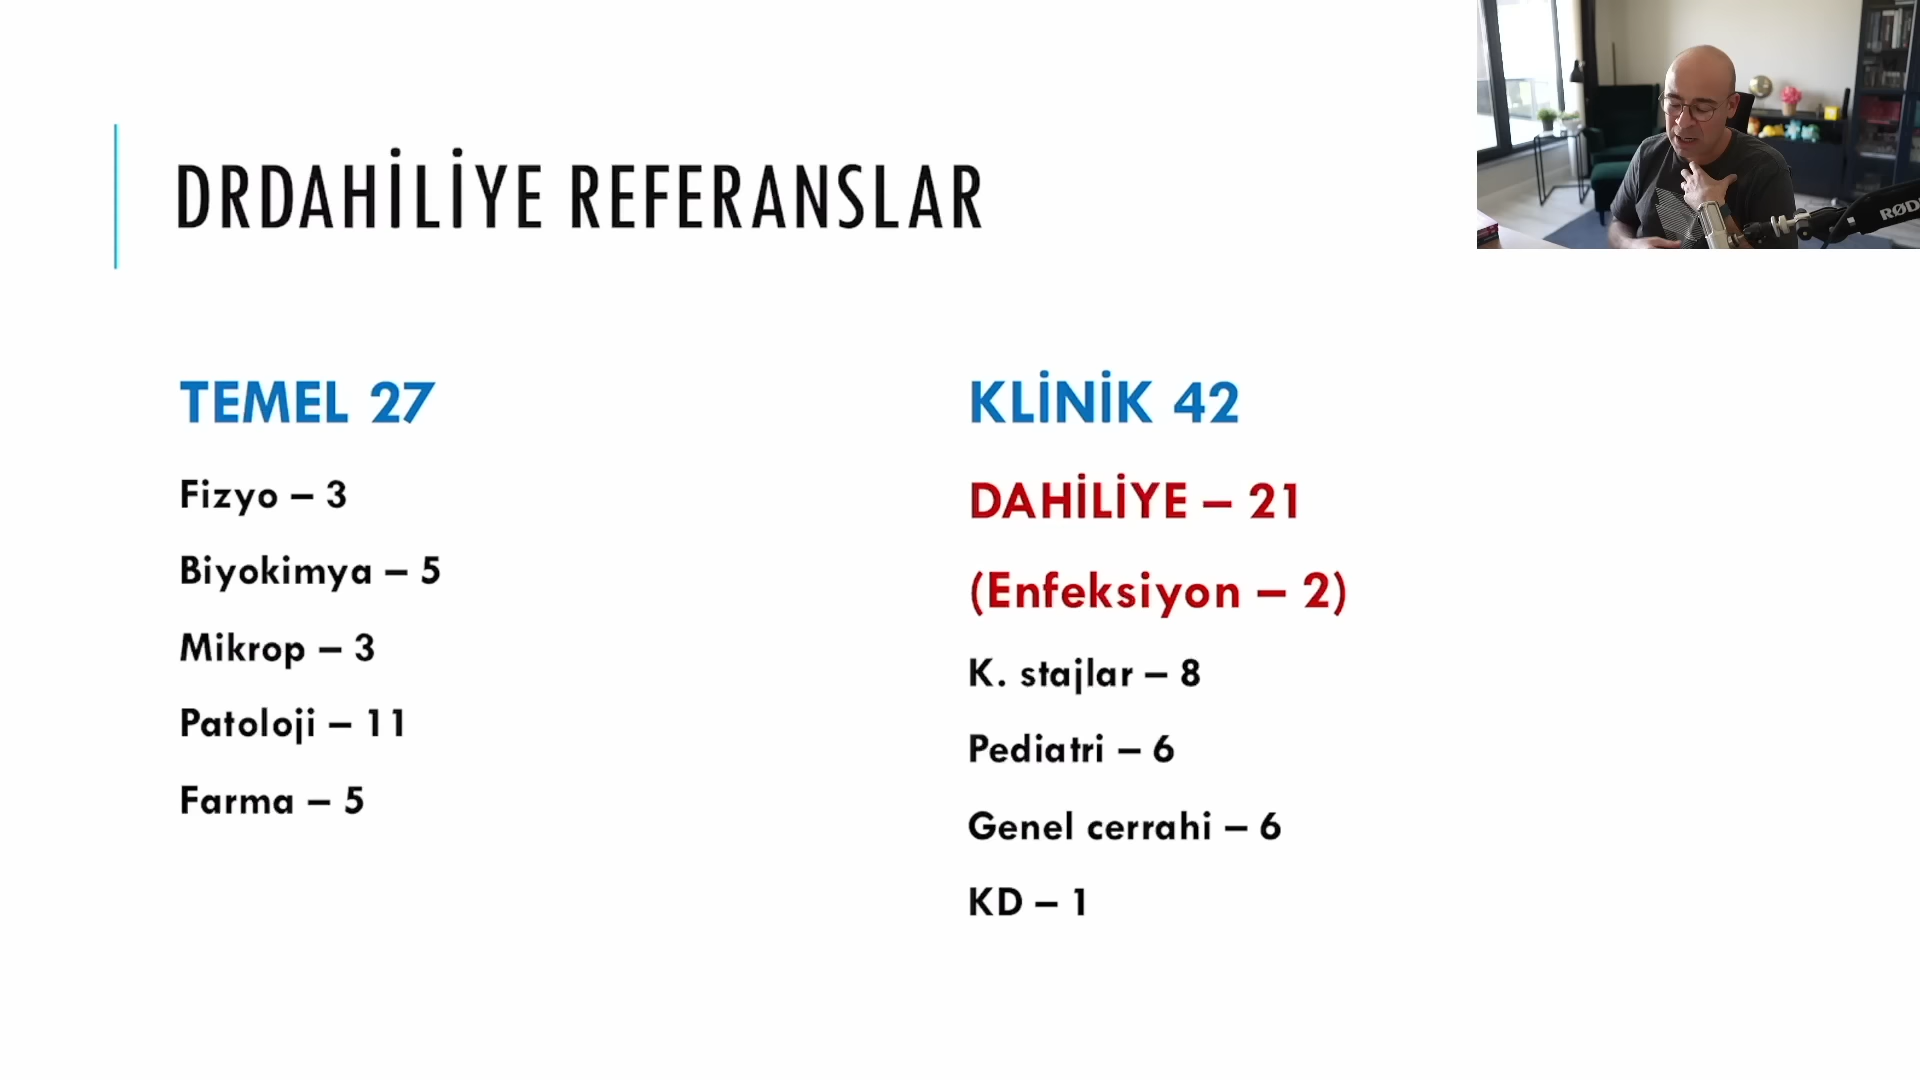 DRDAHİLİYE REFERANSLAR
TEMEL 27
Fizyo – 3
Biyokimya – 5
Mikrop – 3
Patoloji – 11
Farma – 5
KLİNİK 42
DAHİLİYE – 21
(Enfeksiyon – 2)
K. stajlar – 8
Pediatri – 6
Genel cerrahi – 6
KD – 1
RØD